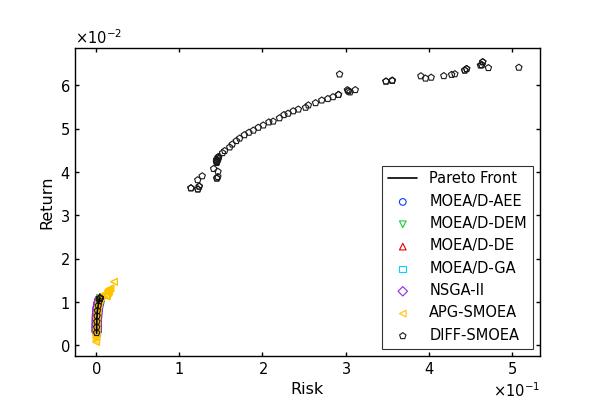 ×10⁻²
6
5
4
3
2
1
0
Return
0 1 2 3 4 5
Risk
×10⁻¹
Pareto Front
MOEA/D-AEE
MOEA/D-DEM
MOEA/D-DE
MOEA/D-GA
NSGA-II
APG-SMOEA
DIFF-SMOEA